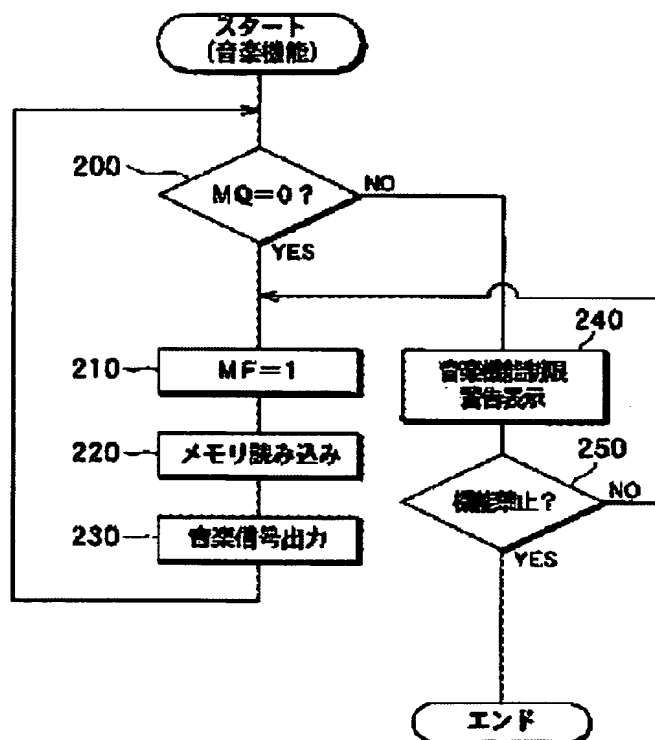 スタート
(音楽機能)
200
MQ=0?
NO
YES
210
MF=1
220
メモリ読み込み
230
音楽信号出力
240
音楽機能制限
警告表示
250
機能禁止?
NO
YES
エンド